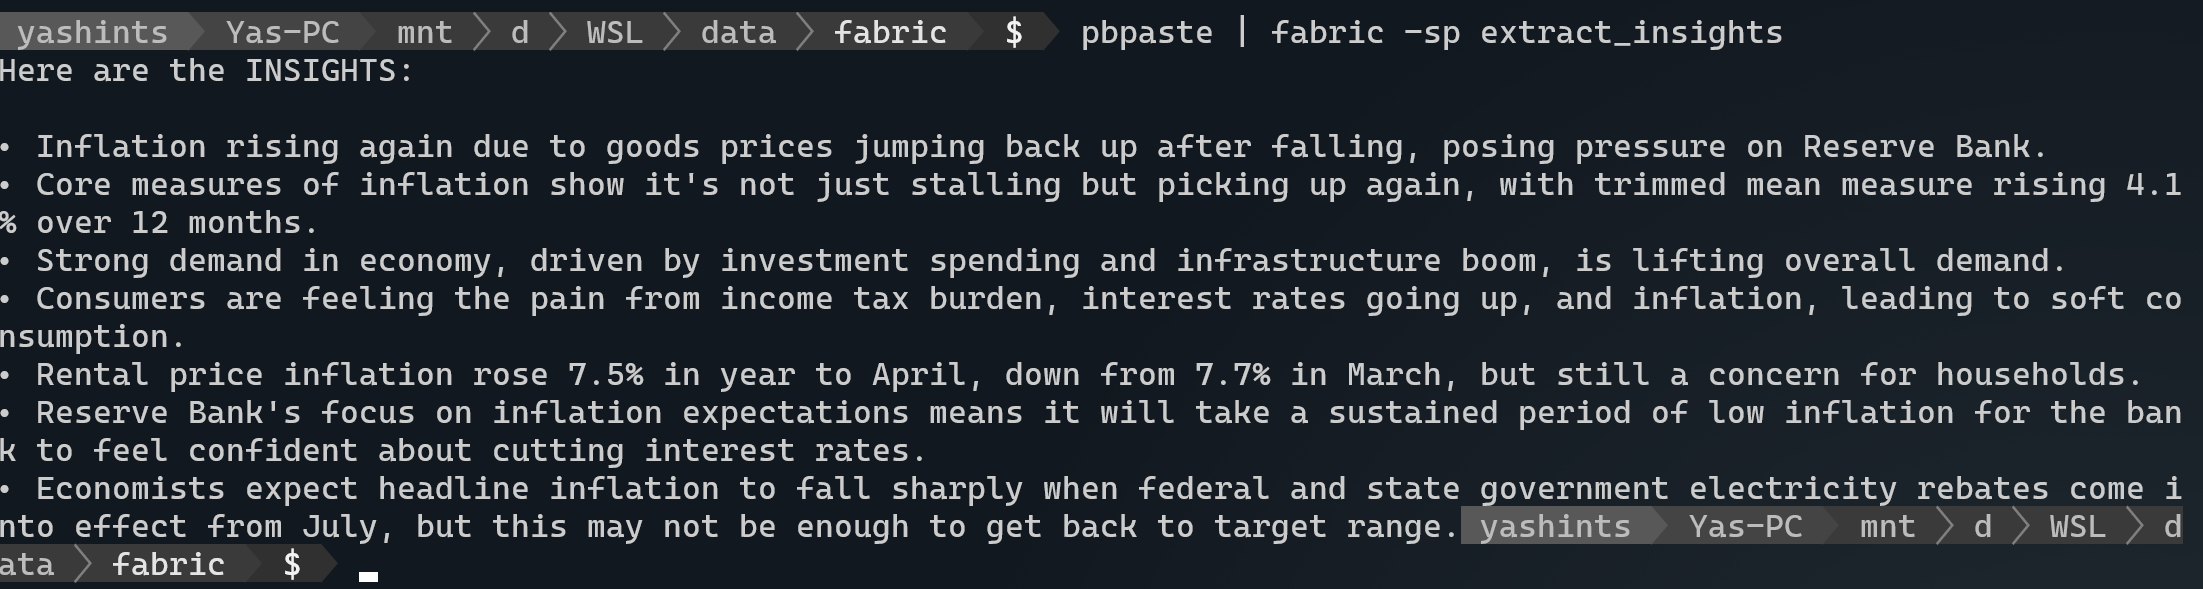 yashints Yas-PC mnt d WSL data fabric $ pbpaste | fabric -sp extract_insights
Here are the INSIGHTS:
• Inflation rising again due to goods prices jumping back up after falling, posing pressure on Reserve Bank.
• Core measures of inflation show it's not just stalling but picking up again, with trimmed mean measure rising 4.1
% over 12 months.
• Strong demand in economy, driven by investment spending and infrastructure boom, is lifting overall demand.
• Consumers are feeling the pain from income tax burden, interest rates going up, and inflation, leading to soft co
nsumption.
• Rental price inflation rose 7.5% in year to April, down from 7.7% in March, but still a concern for households.
• Reserve Bank's focus on inflation expectations means it will take a sustained period of low inflation for the ban
k to feel confident about cutting interest rates.
• Economists expect headline inflation to fall sharply when federal and state government electricity rebates come i
nto effect from July, but this may not be enough to get back to target range. yashints Yas-PC mnt d WSL d
ata fabric $